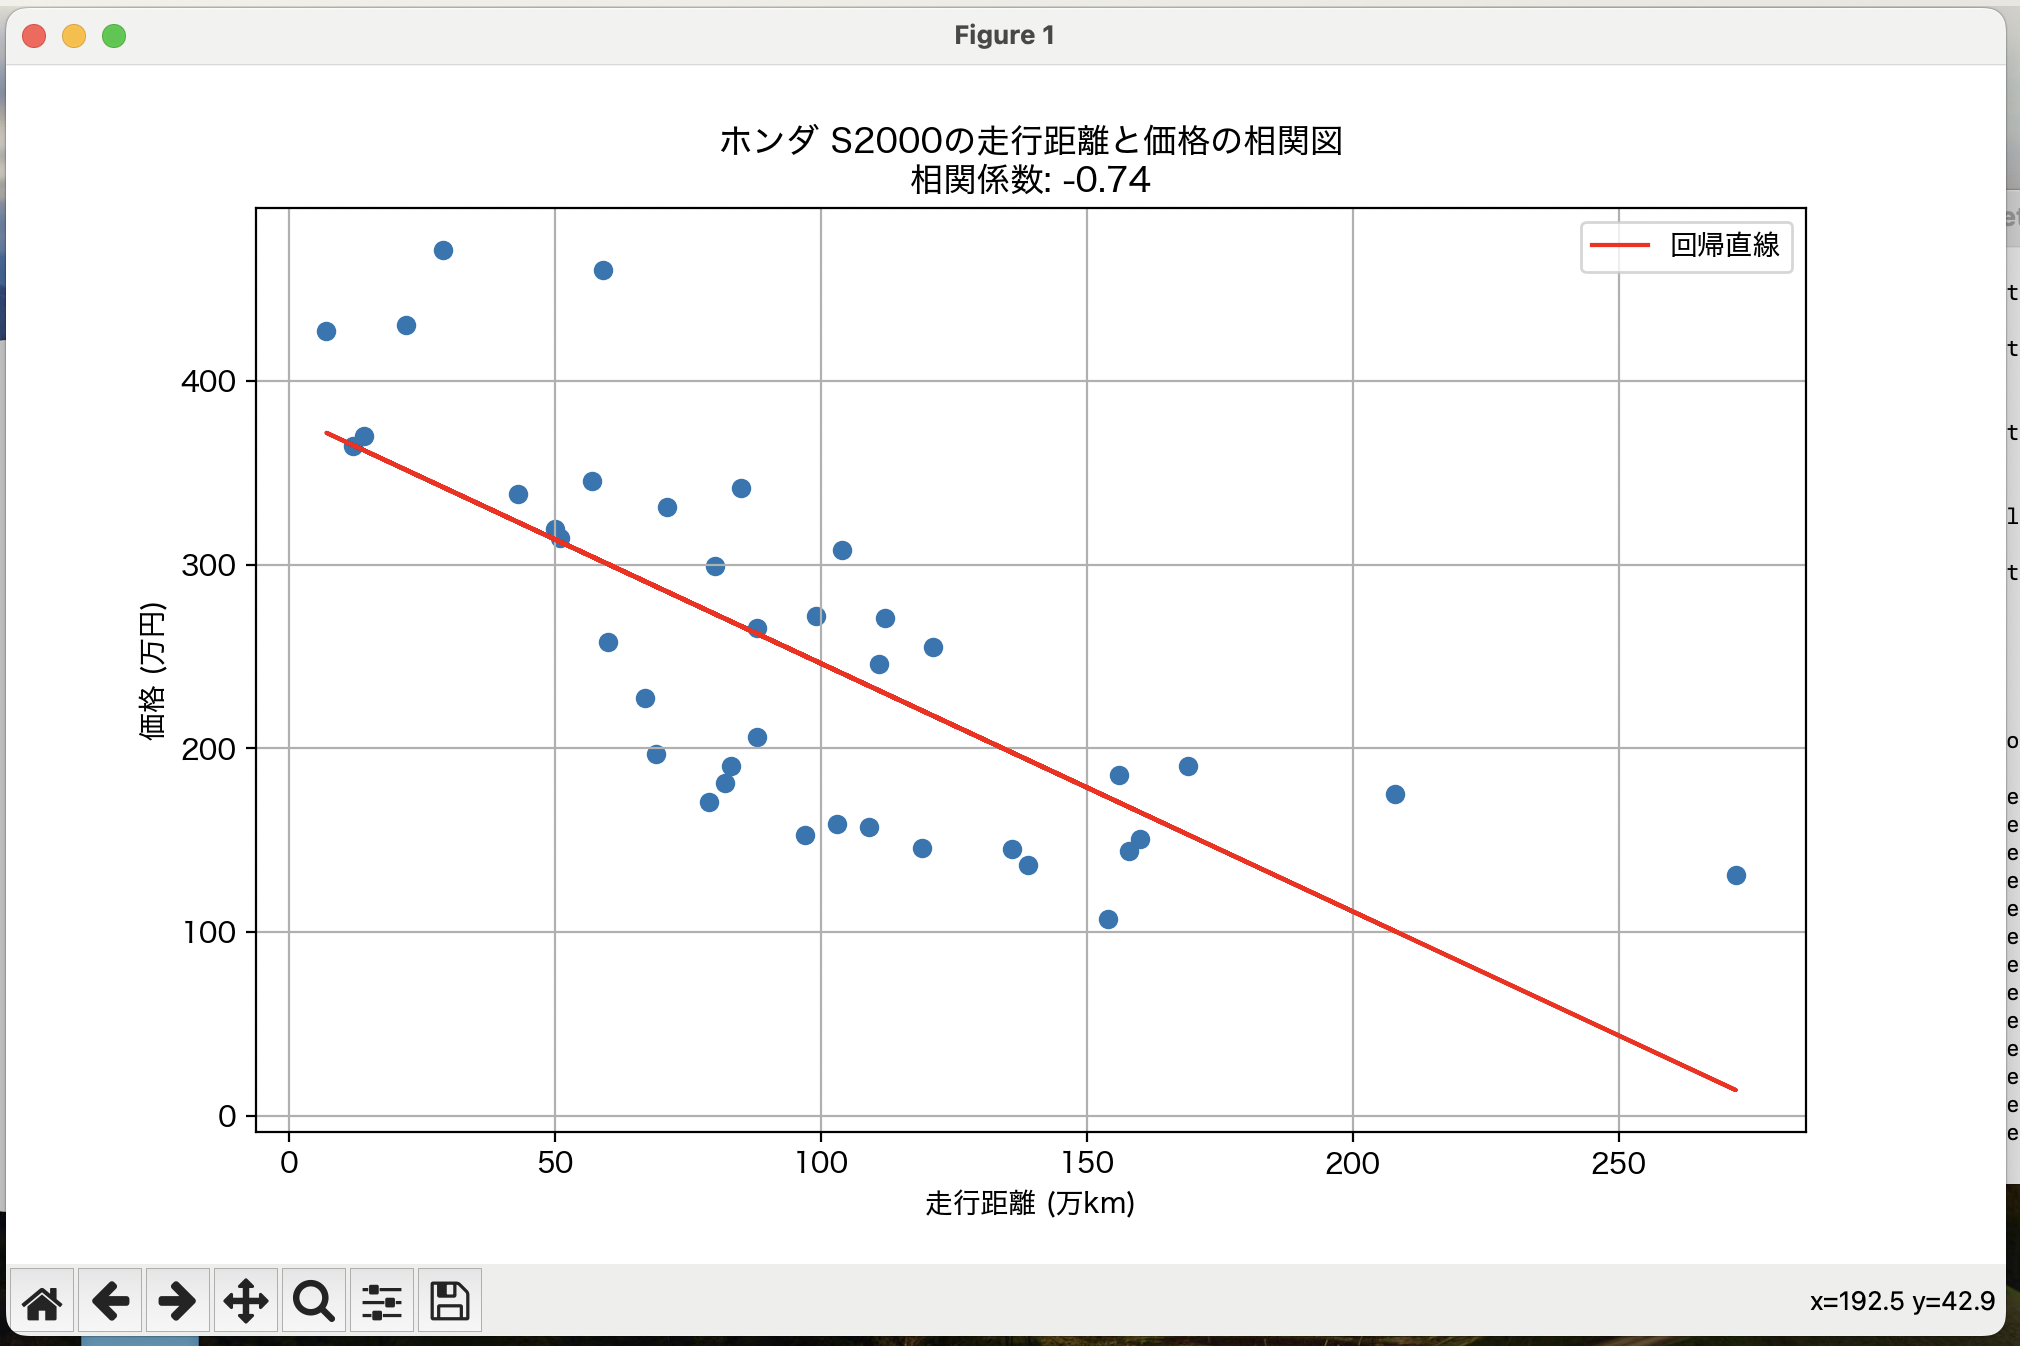 Figure 1
ホンダ S2000の走行距離と価格の相関図
相関係数: -0.74
回帰直線
400
300
200
100
0
価格 (万円)
0 50 100 150 200 250
走行距離 (万km)
x=192.5 y=42.9